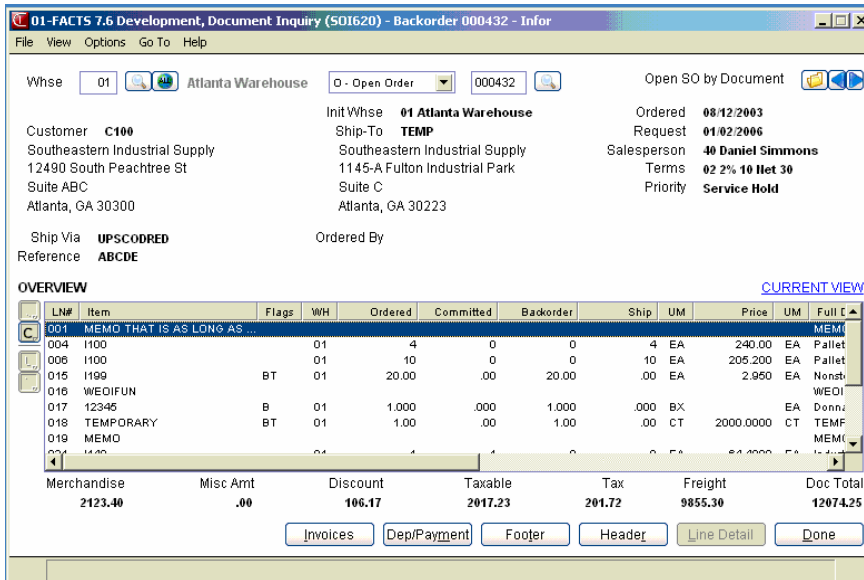 01-FACTS 7.6 Development, Document Inquiry (SOI620) - Backorder 000432 - Infor
File View Options Go To Help
Whse 01 ALL Atlanta Warehouse O - Open Order 000432 Open SO by Document
Init Whse 01 Atlanta Warehouse Ordered 08/12/2003
Customer C100 Ship-To TEMP Request 01/02/2006
Southeastern Industrial Supply Southeastern Industrial Supply Salesperson 40 Daniel Simmons
12490 South Peachtree St 1145-A Fulton Industrial Park Terms 02 2% 10 Net 30
Suite ABC Suite C Priority Service Hold
Atlanta, GA 30300 Atlanta, GA 30223
Ship Via UPSCODRED Ordered By
Reference ABCDE
OVERVIEW CURRENT VIEW
LN# Item Flags WH Ordered Committed Backorder Ship UM Price UM Full D
001 MEMO THAT IS AS LONG AS ... MEMO
C
004 I100 01 4 0 0 4 EA 240.00 EA Pallet
006 I100 01 10 0 0 10 EA 205.200 EA Pallet
015 I199 BT 01 20.00 .00 20.00 .00 EA 2.950 EA Nonst
016 WEOIFUN WEOI
017 12345 B 01 1.000 .000 1.000 .000 BX EA Donna
018 TEMPORARY BT 01 1.00 .00 1.00 .00 CT 2000.0000 CT TEMP
019 MEMO MEMO
Merchandise Misc Amt Discount Taxable Tax Freight Doc Total
2123.40 .00 106.17 2017.23 201.72 9855.30 12074.25
Invoices Dep/Payment Footer Header Line Detail Done